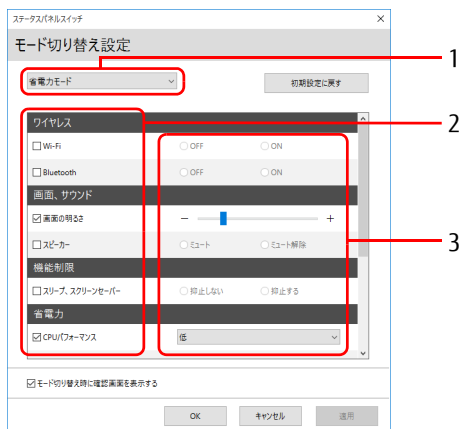 ステータスパネルスイッチ
モード切り替え設定
1
省電力モード 初期設定に戻す
2
ワイヤレス
Wi-Fi OFF ON
Bluetooth OFF ON
画面、サウンド
画面の明るさ − +
スピーカー ミュート ミュート解除
3
機能制限
スリープ、スクリーンセーバー 抑止しない 抑止する
省電力
CPUパフォーマンス 低
モード切り替え時に確認画面を表示する
OK キャンセル 適用